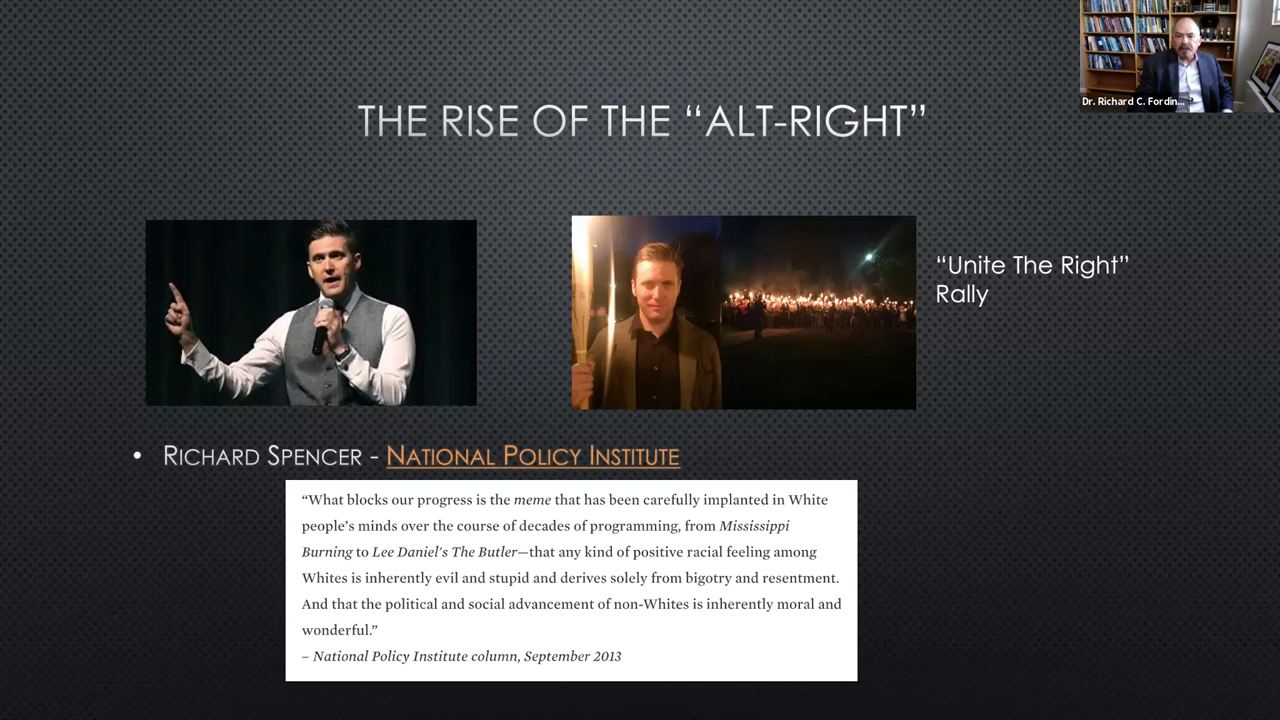 Dr. Richard C. Fordin...
THE RISE OF THE “ALT-RIGHT”
“Unite The Right”
Rally
• RICHARD SPENCER - NATIONAL POLICY INSTITUTE
“What blocks our progress is the meme that has been carefully implanted in White
people’s minds over the course of decades of programming, from Mississippi
Burning to Lee Daniel’s The Butler—that any kind of positive racial feeling among
Whites is inherently evil and stupid and derives solely from bigotry and resentment.
And that the political and social advancement of non-Whites is inherently moral and
wonderful.”
– National Policy Institute column, September 2013